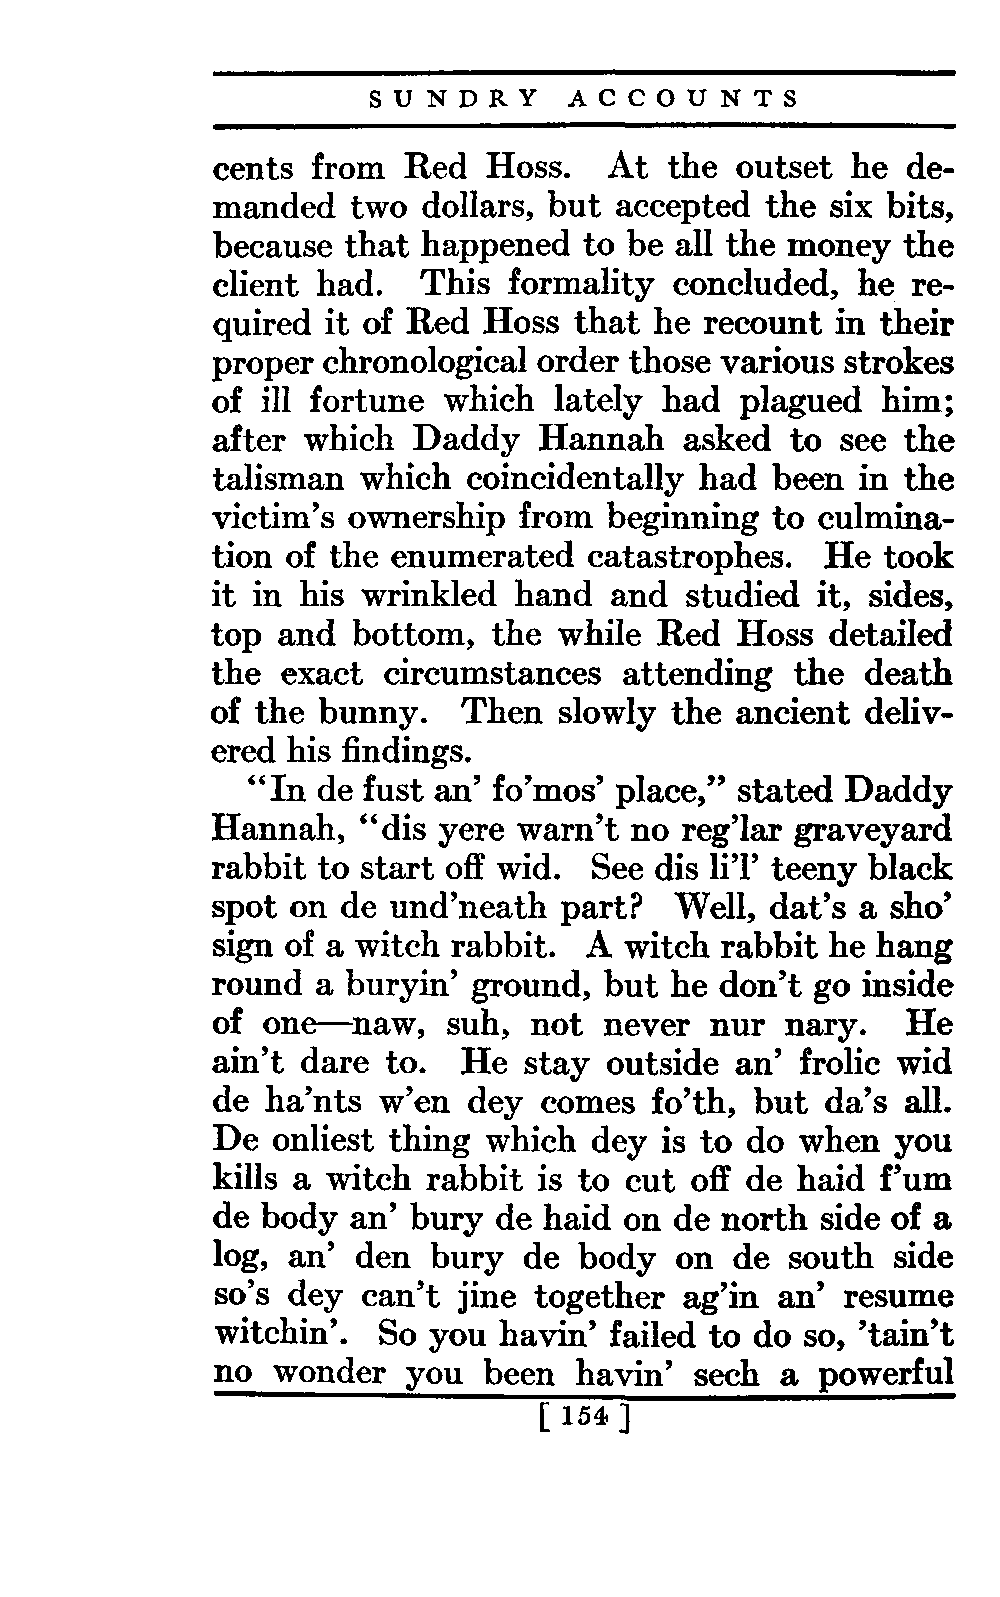 SUNDRY ACCOUNTS
cents from Red Hoss. At the outset he de-
manded two dollars, but accepted the six bits,
because that happened to be all the money the
client had. This formality concluded, he re-
quired it of Red Hoss that he recount in their
proper chronological order those various strokes
of ill fortune which lately had plagued him;
after which Daddy Hannah asked to see the
talisman which coincidentally had been in the
victim’s ownership from beginning to culmina-
tion of the enumerated catastrophes. He took
it in his wrinkled hand and studied it, sides,
top and bottom, the while Red Hoss detailed
the exact circumstances attending the death
of the bunny. Then slowly the ancient deliv-
ered his findings.
“In de fust an’ fo’mos’ place,” stated Daddy
Hannah, “dis yere warn’t no reg’lar graveyard
rabbit to start off wid. See dis li’l’ teeny black
spot on de und’neath part? Well, dat’s a sho’
sign of a witch rabbit. A witch rabbit he hang
round a buryin’ ground, but he don’t go inside
of one—naw, suh, not never nur nary. He
ain’t dare to. He stay outside an’ frolic wid
de ha’nts w’en dey comes fo’th, but da’s all.
De onliest thing which dey is to do when you
kills a witch rabbit is to cut off de haid f’um
de body an’ bury de haid on de north side of a
log, an’ den bury de body on de south side
so’s dey can’t jine together ag’in an’ resume
witchin’. So you havin’ failed to do so, ’tain’t
no wonder you been havin’ sech a powerful
[ 154 ]